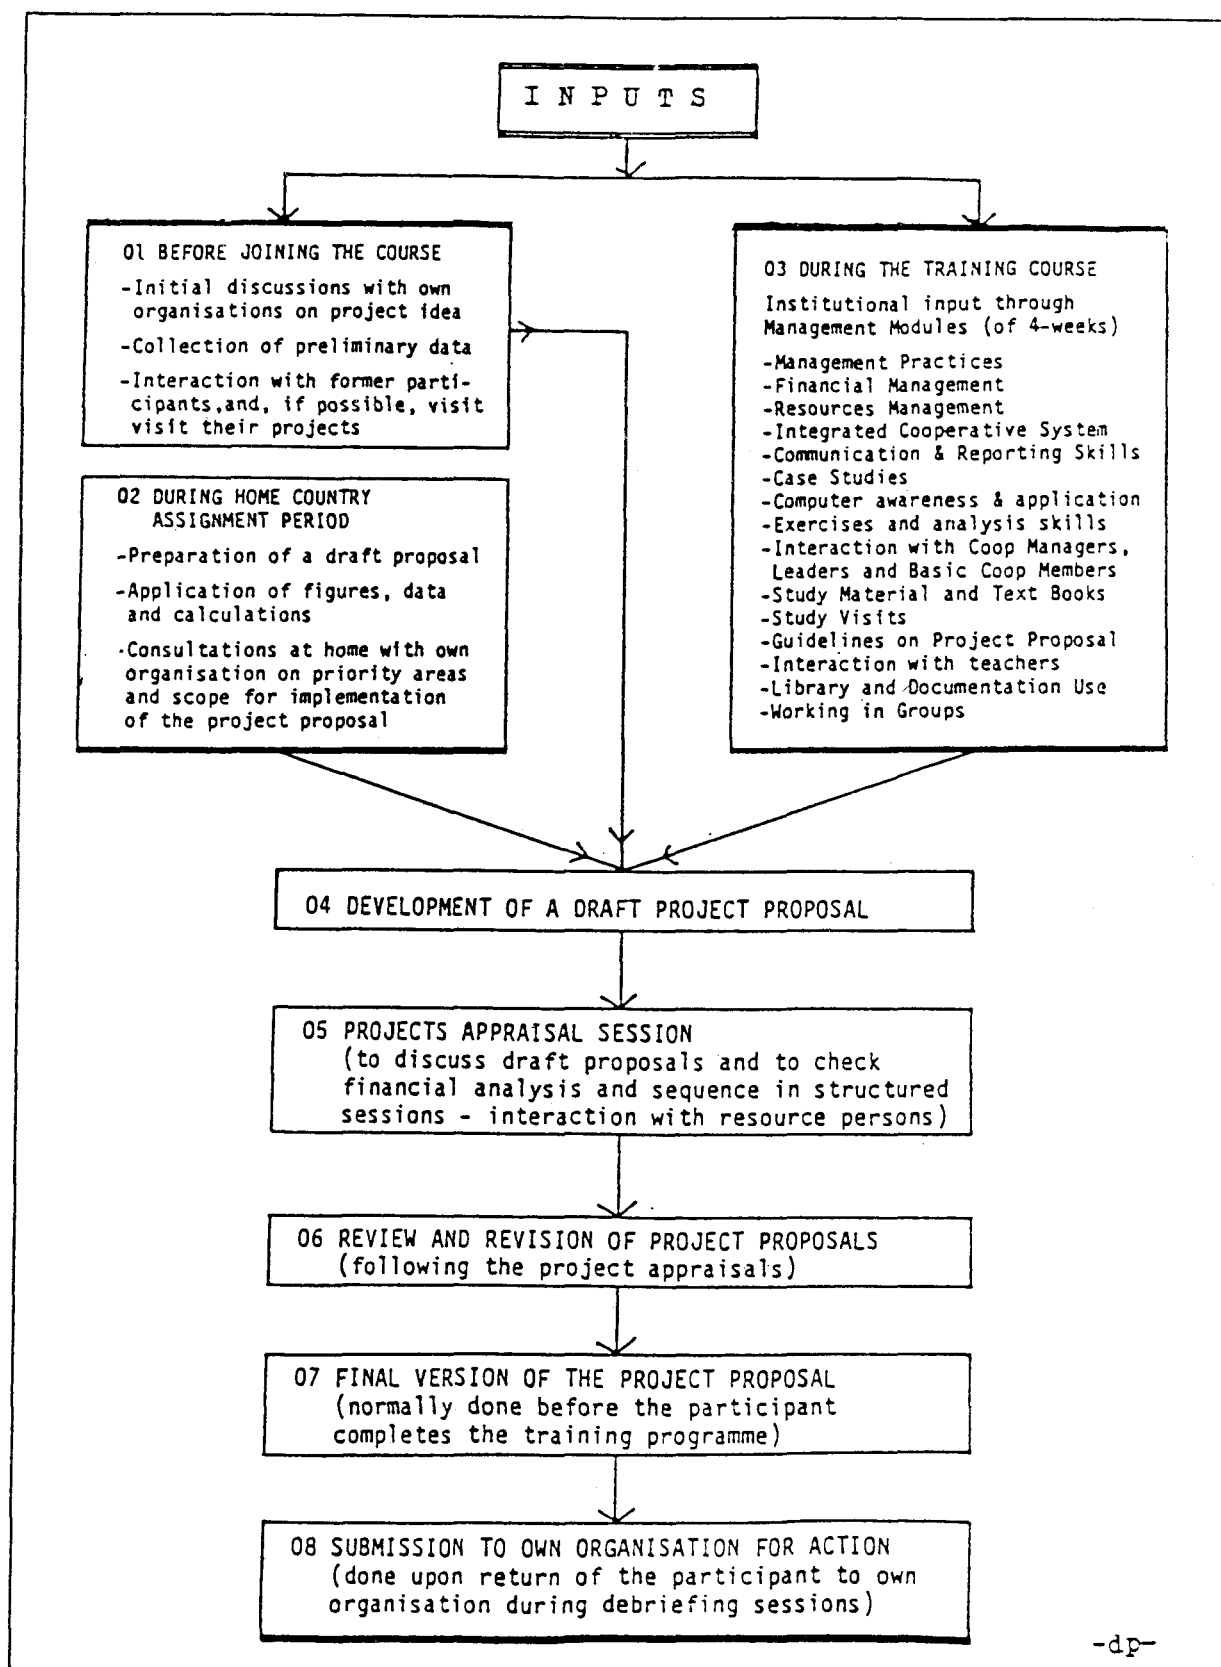 I N P U T S
01 BEFORE JOINING THE COURSE
-Initial discussions with own
organisations on project idea
-Collection of preliminary data
-Interaction with former parti-
cipants,and, if possible, visit
visit their projects
02 DURING HOME COUNTRY
ASSIGNMENT PERIOD
-Preparation of a draft proposal
-Application of figures, data
and calculations
-Consultations at home with own
organisation on priority areas
and scope for implementation
of the project proposal
03 DURING THE TRAINING COURSE
Institutional input through
Management Modules (of 4-weeks)
-Management Practices
-Financial Management
-Resources Management
-Integrated Cooperative System
-Communication & Reporting Skills
-Case Studies
-Computer awareness & application
-Exercises and analysis skills
-Interaction with Coop Managers,
Leaders and Basic Coop Members
-Study Material and Text Books
-Study Visits
-Guidelines on Project Proposal
-Interaction with teachers
-Library and Documentation Use
-Working in Groups
04 DEVELOPMENT OF A DRAFT PROJECT PROPOSAL
05 PROJECTS APPRAISAL SESSION
(to discuss draft proposals and to check
financial analysis and sequence in structured
sessions - interaction with resource persons)
06 REVIEW AND REVISION OF PROJECT PROPOSALS
(following the project appraisals)
07 FINAL VERSION OF THE PROJECT PROPOSAL
(normally done before the participant
completes the training programme)
08 SUBMISSION TO OWN ORGANISATION FOR ACTION
(done upon return of the participant to own
organisation during debriefing sessions)
-dp-